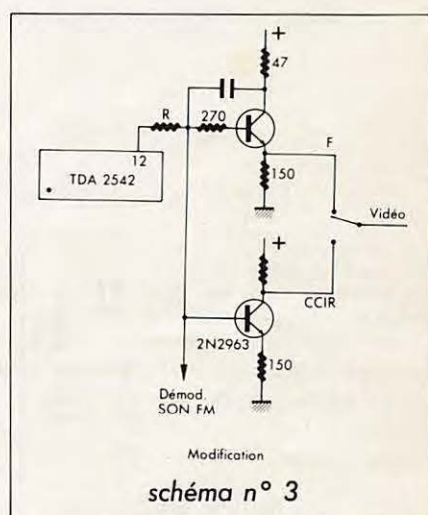 +
47
R
270
12
TDA 2542
150
F
Vidéo
+
CCIR
2N2963
150
Démod.
SON FM
Modification
schéma n° 3